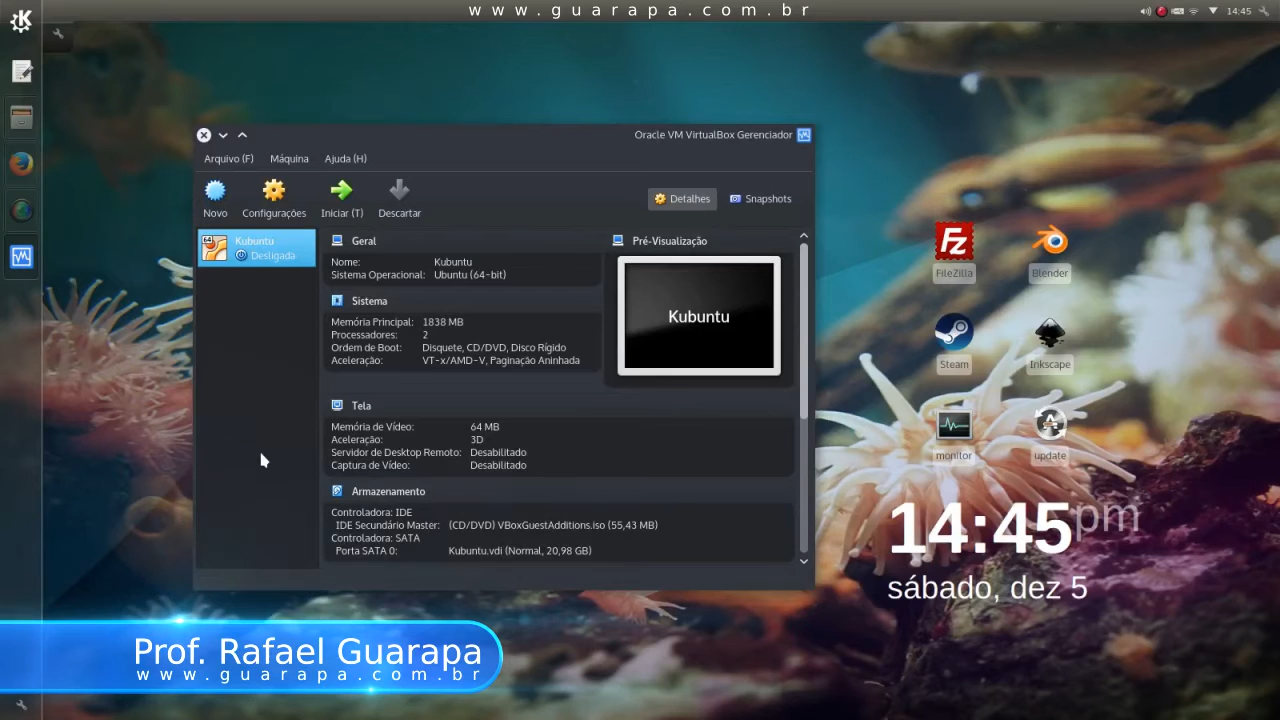 www.guarapa.com.br
14:45
Oracle VM VirtualBox Gerenciador
Arquivo (F) Máquina Ajuda (H)
Novo Configurações Iniciar (T) Descartar Detalhes Snapshots
64 Kubuntu
Desligada
Geral
Nome: Kubuntu
Sistema Operacional: Ubuntu (64-bit)
Sistema
Memória Principal: 1838 MB
Processadores: 2
Ordem de Boot: Disquete, CD/DVD, Disco Rígido
Aceleração: VT-x/AMD-V, Paginação Aninhada
Pré-Visualização
Kubuntu
Tela
Memória de Vídeo: 64 MB
Aceleração: 3D
Servidor de Desktop Remoto: Desabilitado
Captura de Vídeo: Desabilitado
Armazenamento
Controladora: IDE
IDE Secundário Master: (CD/DVD) VBoxGuestAdditions.iso (55,43 MB)
Controladora: SATA
Porta SATA 0: Kubuntu.vdi (Normal, 20,98 GB)
Fz
FileZilla Blender
Steam Inkscape
monitor update
14:45pm
sábado, dez 5
Prof. Rafael Guarapa
www.guarapa.com.br